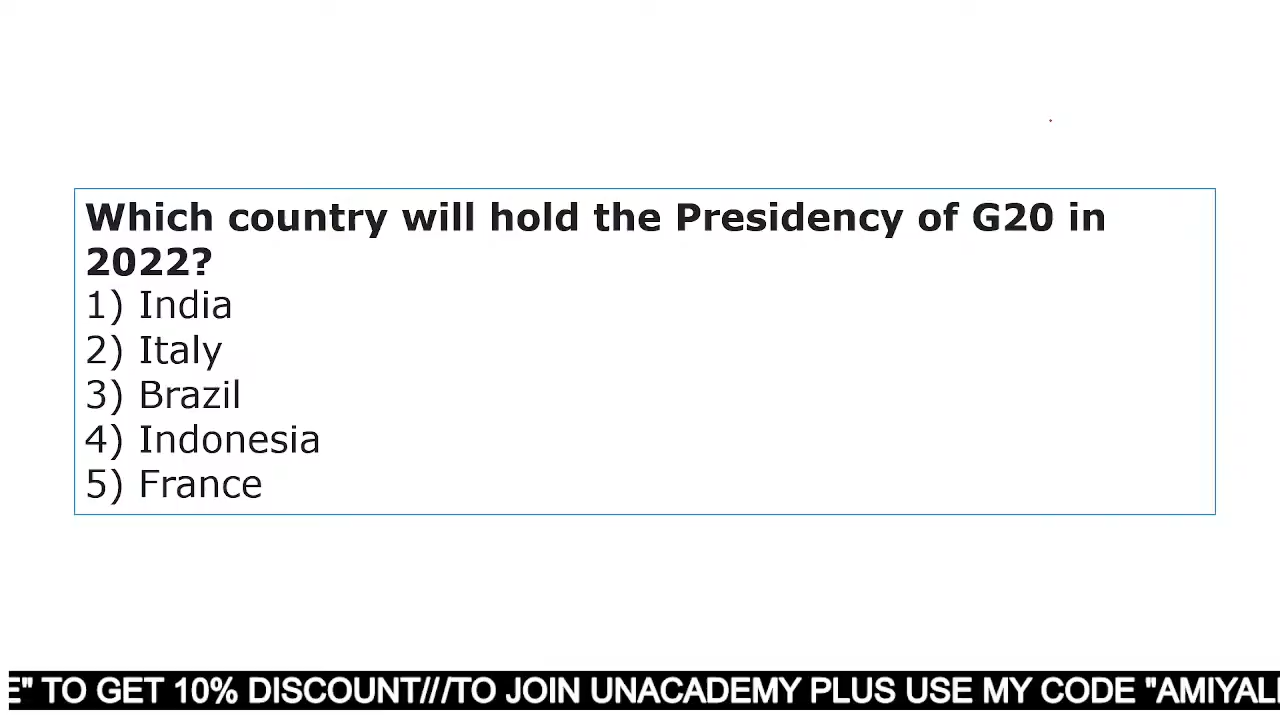 Which country will hold the Presidency of G20 in
2022?
1) India
2) Italy
3) Brazil
4) Indonesia
5) France
E" TO GET 10% DISCOUNT///TO JOIN UNACADEMY PLUS USE MY CODE "AMIYALI